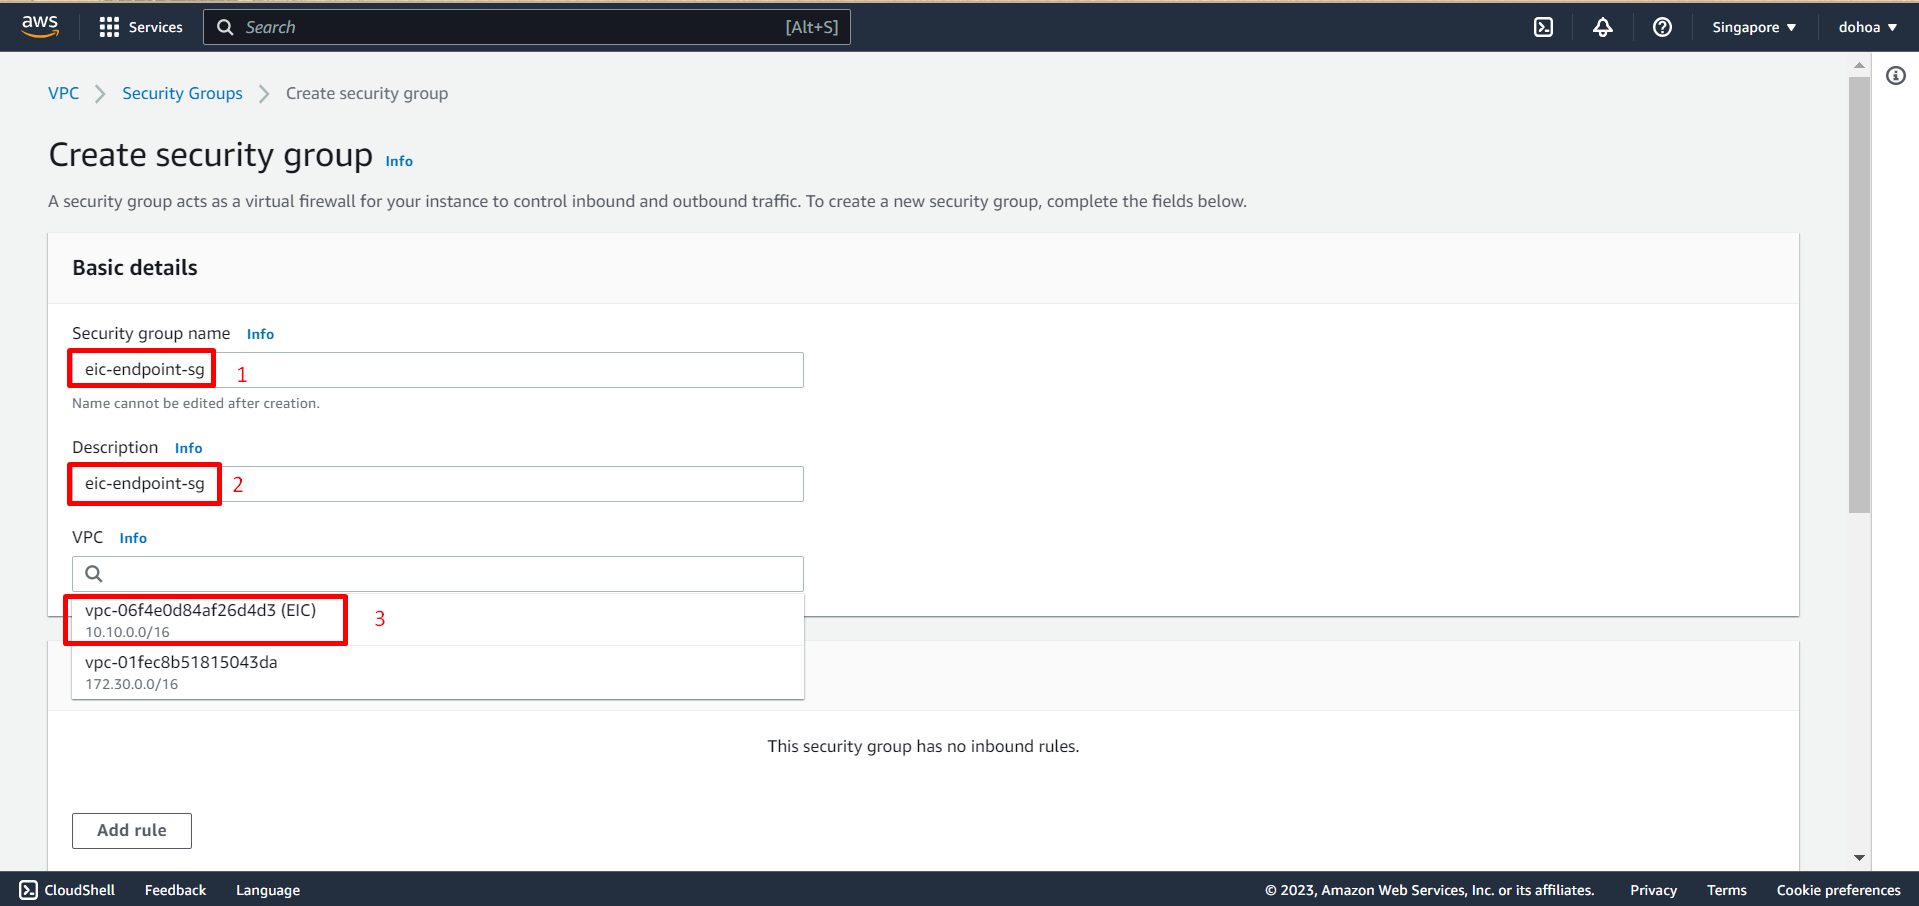 aws Services Search [Alt+S] Singapore dohoa
VPC Security Groups Create security group
Create security group Info
A security group acts as a virtual firewall for your instance to control inbound and outbound traffic. To create a new security group, complete the fields below.
Basic details
Security group name Info
eic-endpoint-sg 1
Name cannot be edited after creation.
Description Info
eic-endpoint-sg 2
VPC Info
vpc-06f4e0d84af26d4d3 (EIC) 3
10.10.0.0/16
vpc-01fec8b51815043da
172.30.0.0/16
This security group has no inbound rules.
Add rule
CloudShell Feedback Language © 2023, Amazon Web Services, Inc. or its affiliates. Privacy Terms Cookie preferences